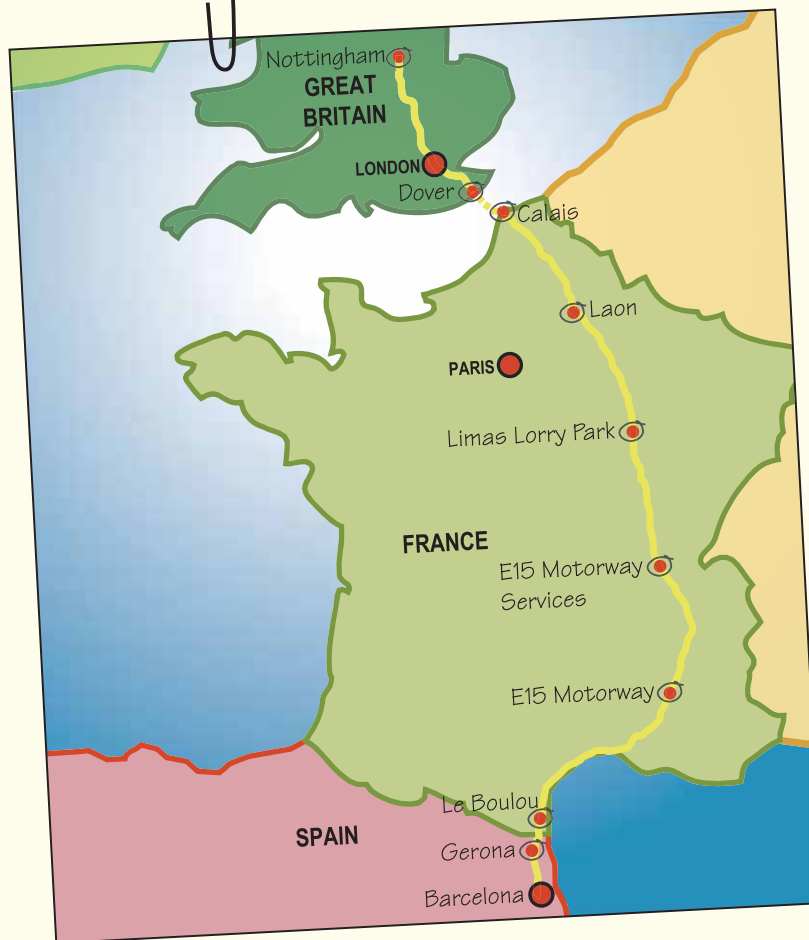 Nottingham
GREAT
BRITAIN
LONDON
Dover
Calais
Laon
PARIS
Limas Lorry Park
FRANCE
E15 Motorway
Services
E15 Motorway
Le Boulou
SPAIN
Gerona
Barcelona